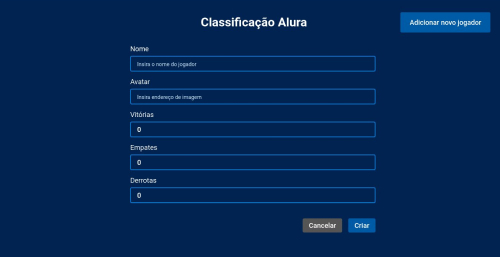 Classificação Alura
Adicionar novo jogador
Nome
Insira o nome do jogador
Avatar
Insira endereço de imagem
Vitórias
0
Empates
0
Derrotas
0
Cancelar
Criar